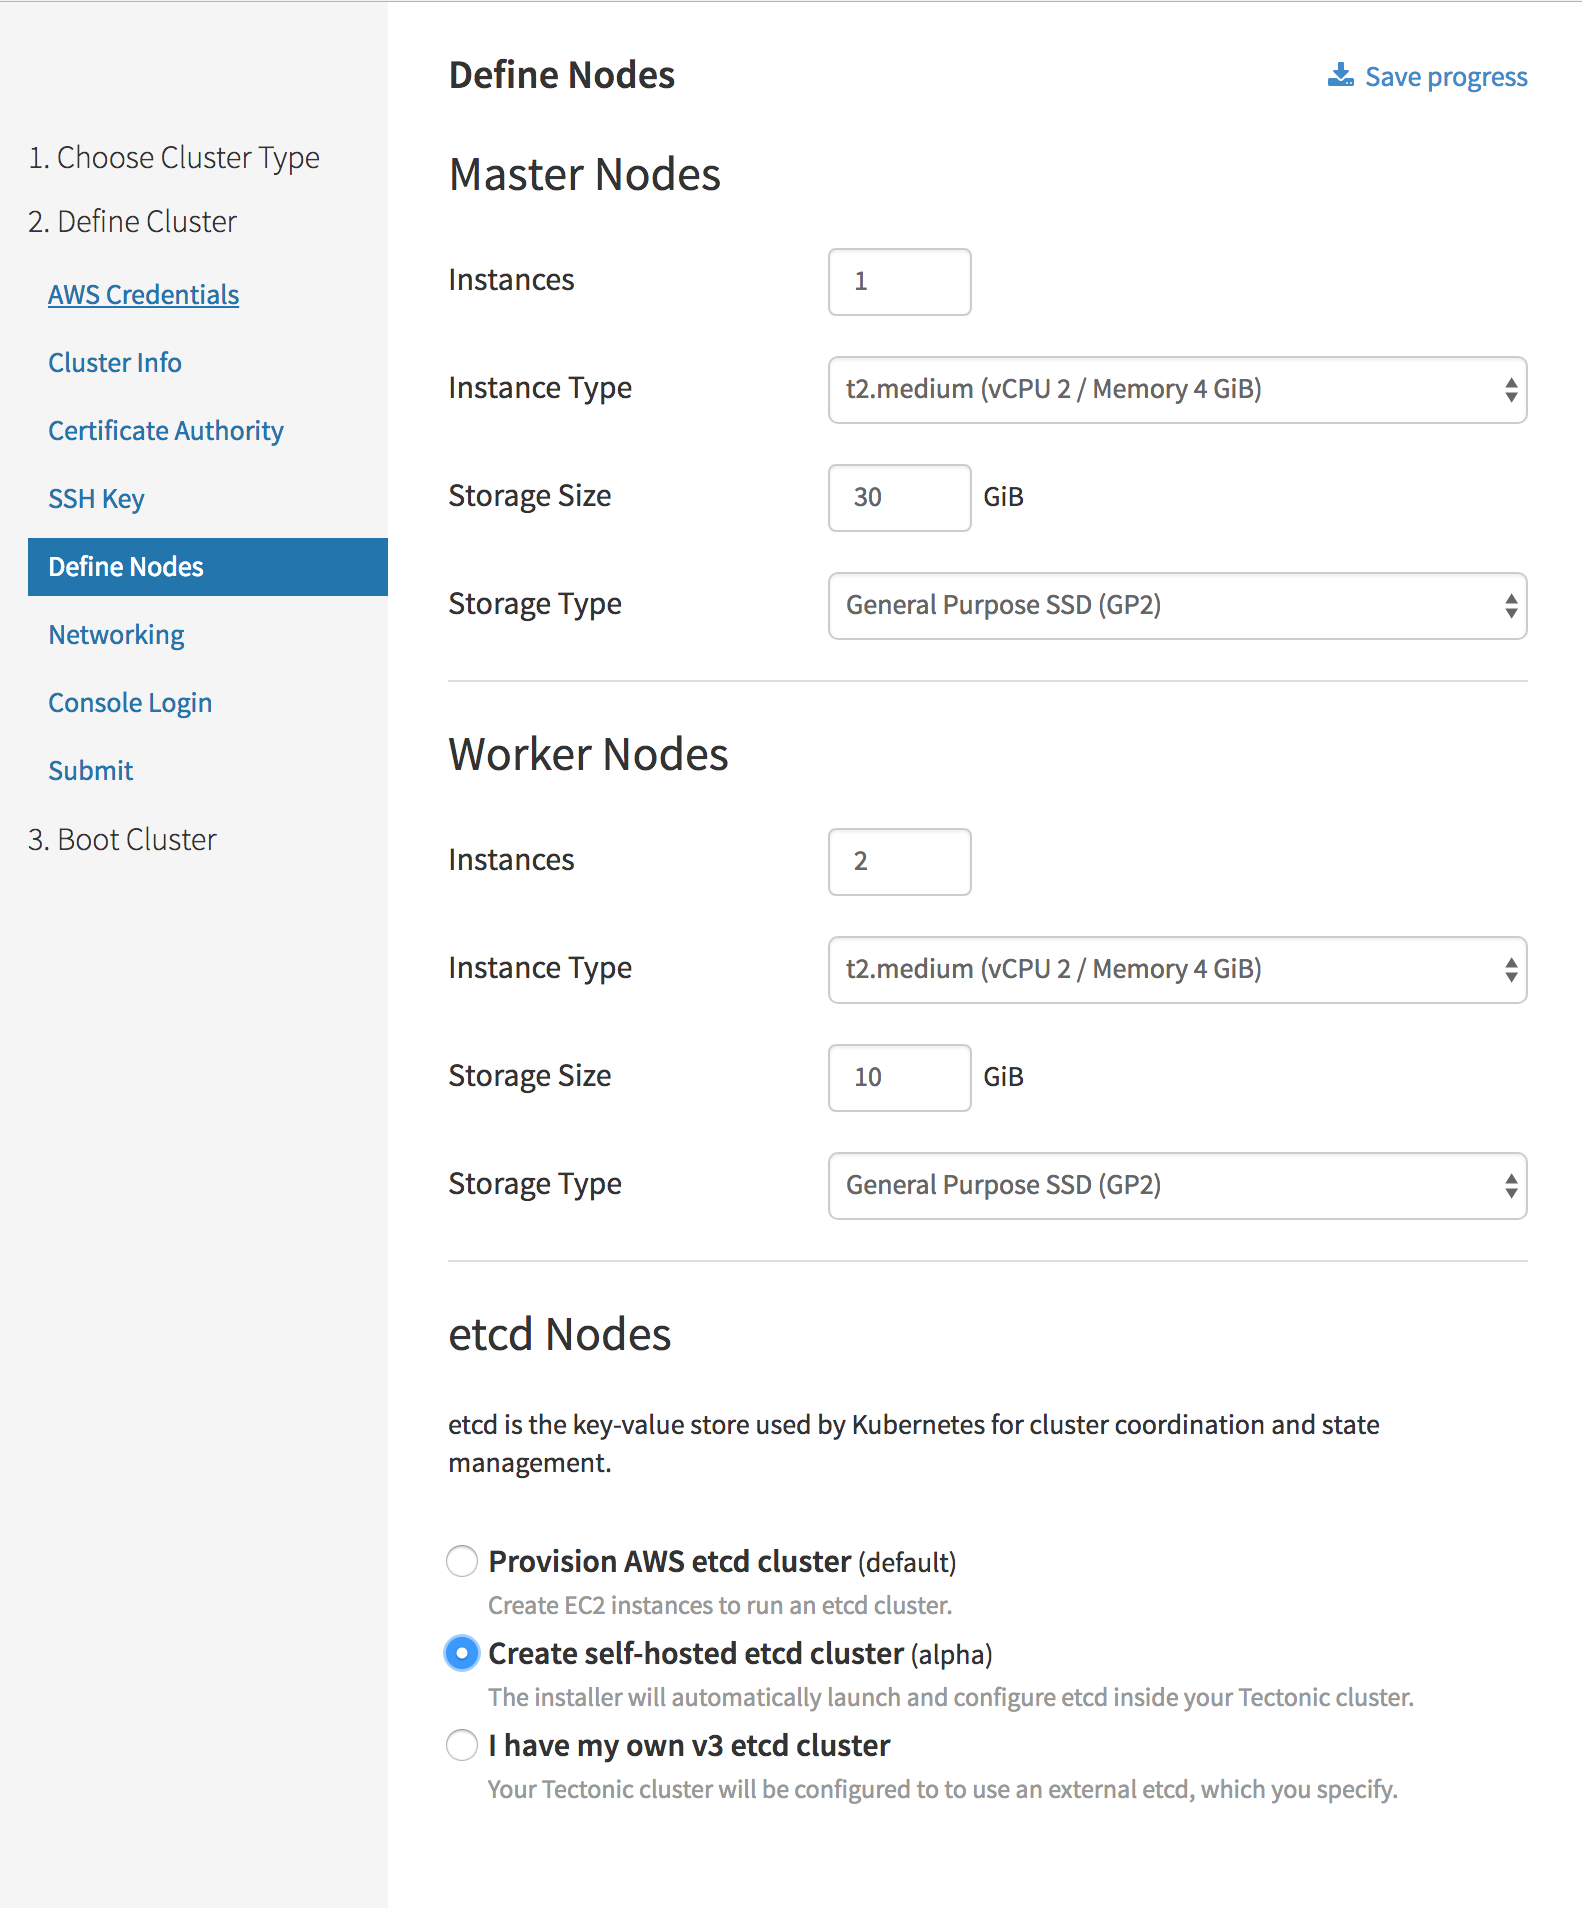 1. Choose Cluster Type
2. Define Cluster
AWS Credentials
Cluster Info
Certificate Authority
SSH Key
Define Nodes
Networking
Console Login
Submit
3. Boot Cluster
Define Nodes
Save progress
Master Nodes
Instances 1
Instance Type t2.medium (vCPU 2 / Memory 4 GiB)
Storage Size 30 GiB
Storage Type General Purpose SSD (GP2)
Worker Nodes
Instances 2
Instance Type t2.medium (vCPU 2 / Memory 4 GiB)
Storage Size 10 GiB
Storage Type General Purpose SSD (GP2)
etcd Nodes
etcd is the key-value store used by Kubernetes for cluster coordination and state
management.
Provision AWS etcd cluster (default)
Create EC2 instances to run an etcd cluster.
Create self-hosted etcd cluster (alpha)
The installer will automatically launch and configure etcd inside your Tectonic cluster.
I have my own v3 etcd cluster
Your Tectonic cluster will be configured to to use an external etcd, which you specify.